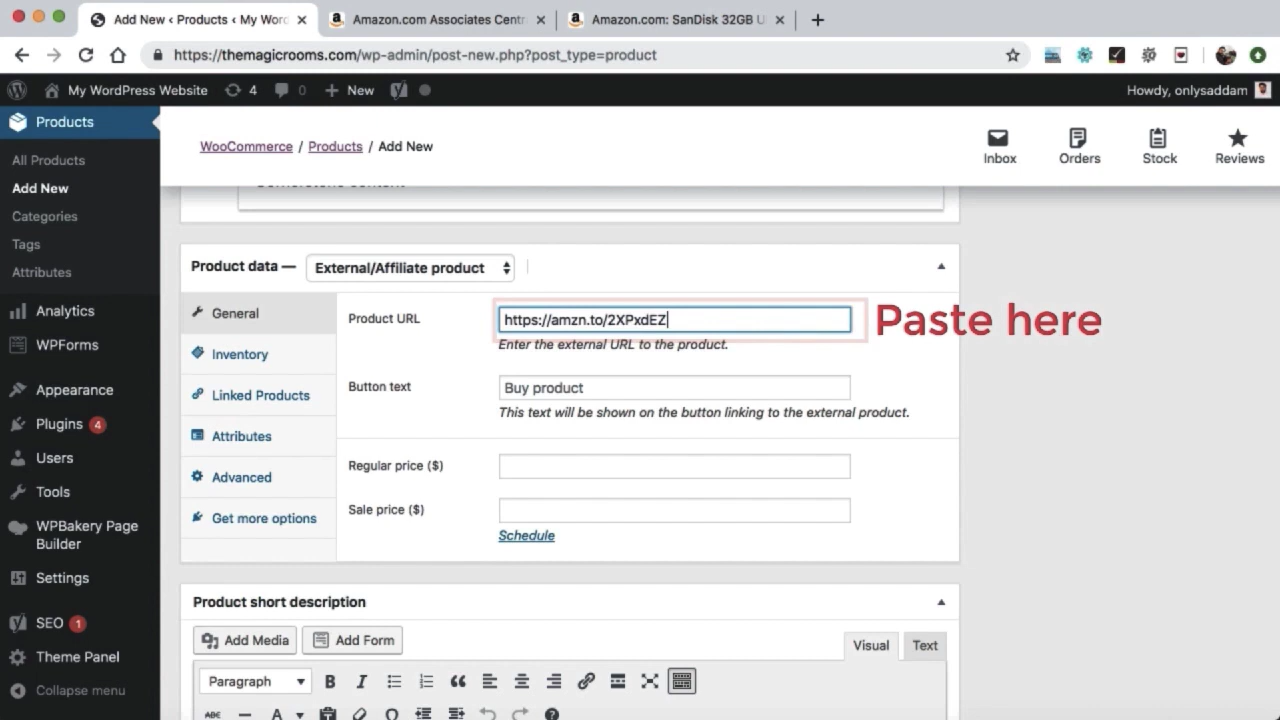 Add New ‹ Products ‹ My Word
Amazon.com Associates Centr
Amazon.com: SanDisk 32GB U
https://themagicrooms.com/wp-admin/post-new.php?post_type=product
My WordPress Website
4
0
New
Howdy, onlysaddam
Products
All Products
Add New
Categories
Tags
Attributes
Analytics
WPForms
Appearance
Plugins 4
Users
Tools
WPBakery Page
Builder
Settings
SEO 1
Theme Panel
Collapse menu
WooCommerce / Products / Add New
Inbox
Orders
Stock
Reviews
Cornerstone content
Product data — External/Affiliate product
General
Inventory
Linked Products
Attributes
Advanced
Get more options
Product URL
https://amzn.to/2XPxdEZ
Paste here
Enter the external URL to the product.
Button text
Buy product
This text will be shown on the button linking to the external product.
Regular price ($)
Sale price ($)
Schedule
Product short description
Add Media
Add Form
Visual
Text
Paragraph
B I
ABC
A